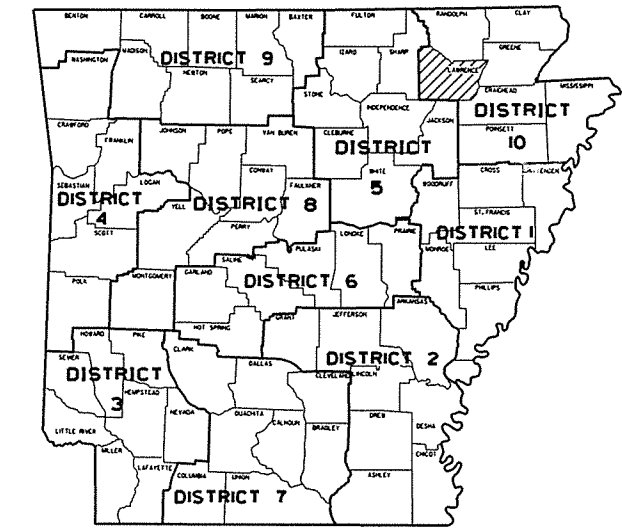 BENTON CARROLL BOONE MARION BAXTER FULTON RANDOLPH CLAY
WASHINGTON MADISON IZARD SHARP GREENE
DISTRICT 9
NEWTON SEARCY STONE LAWRENCE
CRAIGHEAD MISSISSIPPI
INDEPENDENCE DISTRICT
JACKSON
CRAWFORD JOHNSON POPE VAN BUREN CLEBURNE POINSETT
FRANKLIN DISTRICT 10
CONWAY WHITE CROSS
SEBASTIAN LOGAN FAULKNER 5 WOODRUFF
DISTRICT YELL DISTRICT 8
4 ST. FRANCIS
SCOTT PERRY LONOKE PRAIRIE DISTRICT 1
PULASKI MONROE LEE
SALINE
POLK MONTGOMERY GARLAND DISTRICT 6 PHILLIPS
ARKANSAS
HOT SPRING GRANT JEFFERSON
HOWARD PIKE CLARK
SEVIER DALLAS DISTRICT 2
DISTRICT CLEVELAND LINCOLN
3 HEMPSTEAD
NEVADA OUACHITA CALHOUN BRADLEY DREW DESHA
LITTLE RIVER
MILLER CHICOT
LAFAYETTE COLUMBIA UNION ASHLEY
DISTRICT 7